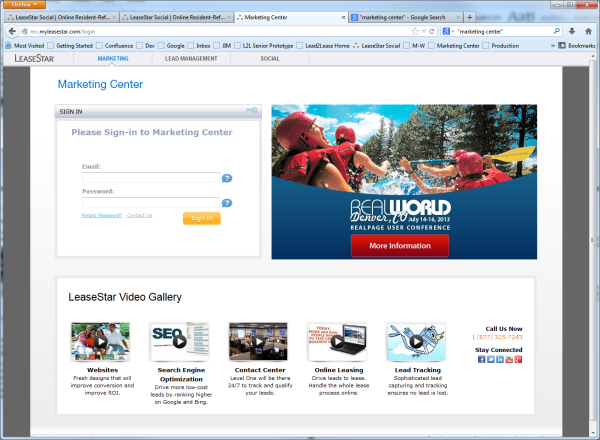 Firefox
LeaseStar Social | Online Resident-Ref...
LeaseStar Social | Online Resident-Ref...
Marketing Center
"marketing center" - Google Search
mc.myleasestar.com/login
"marketing center"
Most Visited Getting Started Confluence Dev Google Inbox JIM L2L Senior Prototype Lead2Lease Home LeaseStar Social M-W Marketing Center Production Bookmarks
LEASESTAR MARKETING LEAD MANAGEMENT SOCIAL
Marketing Center
SIGN IN
Please Sign-in to Marketing Center
Email:
?
Password:
?
Forgot Password? Contact Us
Sign In
REALWORLD
Denver, CO July 14-16, 2013
REALPAGE USER CONFERENCE
More Information
LeaseStar Video Gallery
SEO
TODAY,
Websites
Fresh designs that will
improve conversion and
improve ROI.
Search Engine
Optimization
Drive more low-cost
leads by ranking higher
on Google and Bing.
Contact Center
Level One will be there
24/7 to track and qualify
your leads.
Online Leasing
Drive leads to lease.
Handle the whole
lease process online.
Lead Tracking
Sophisticated lead
capturing and tracking
ensures no lead is lost.
Call Us Now
1 (877) 325-7243
Stay Connected